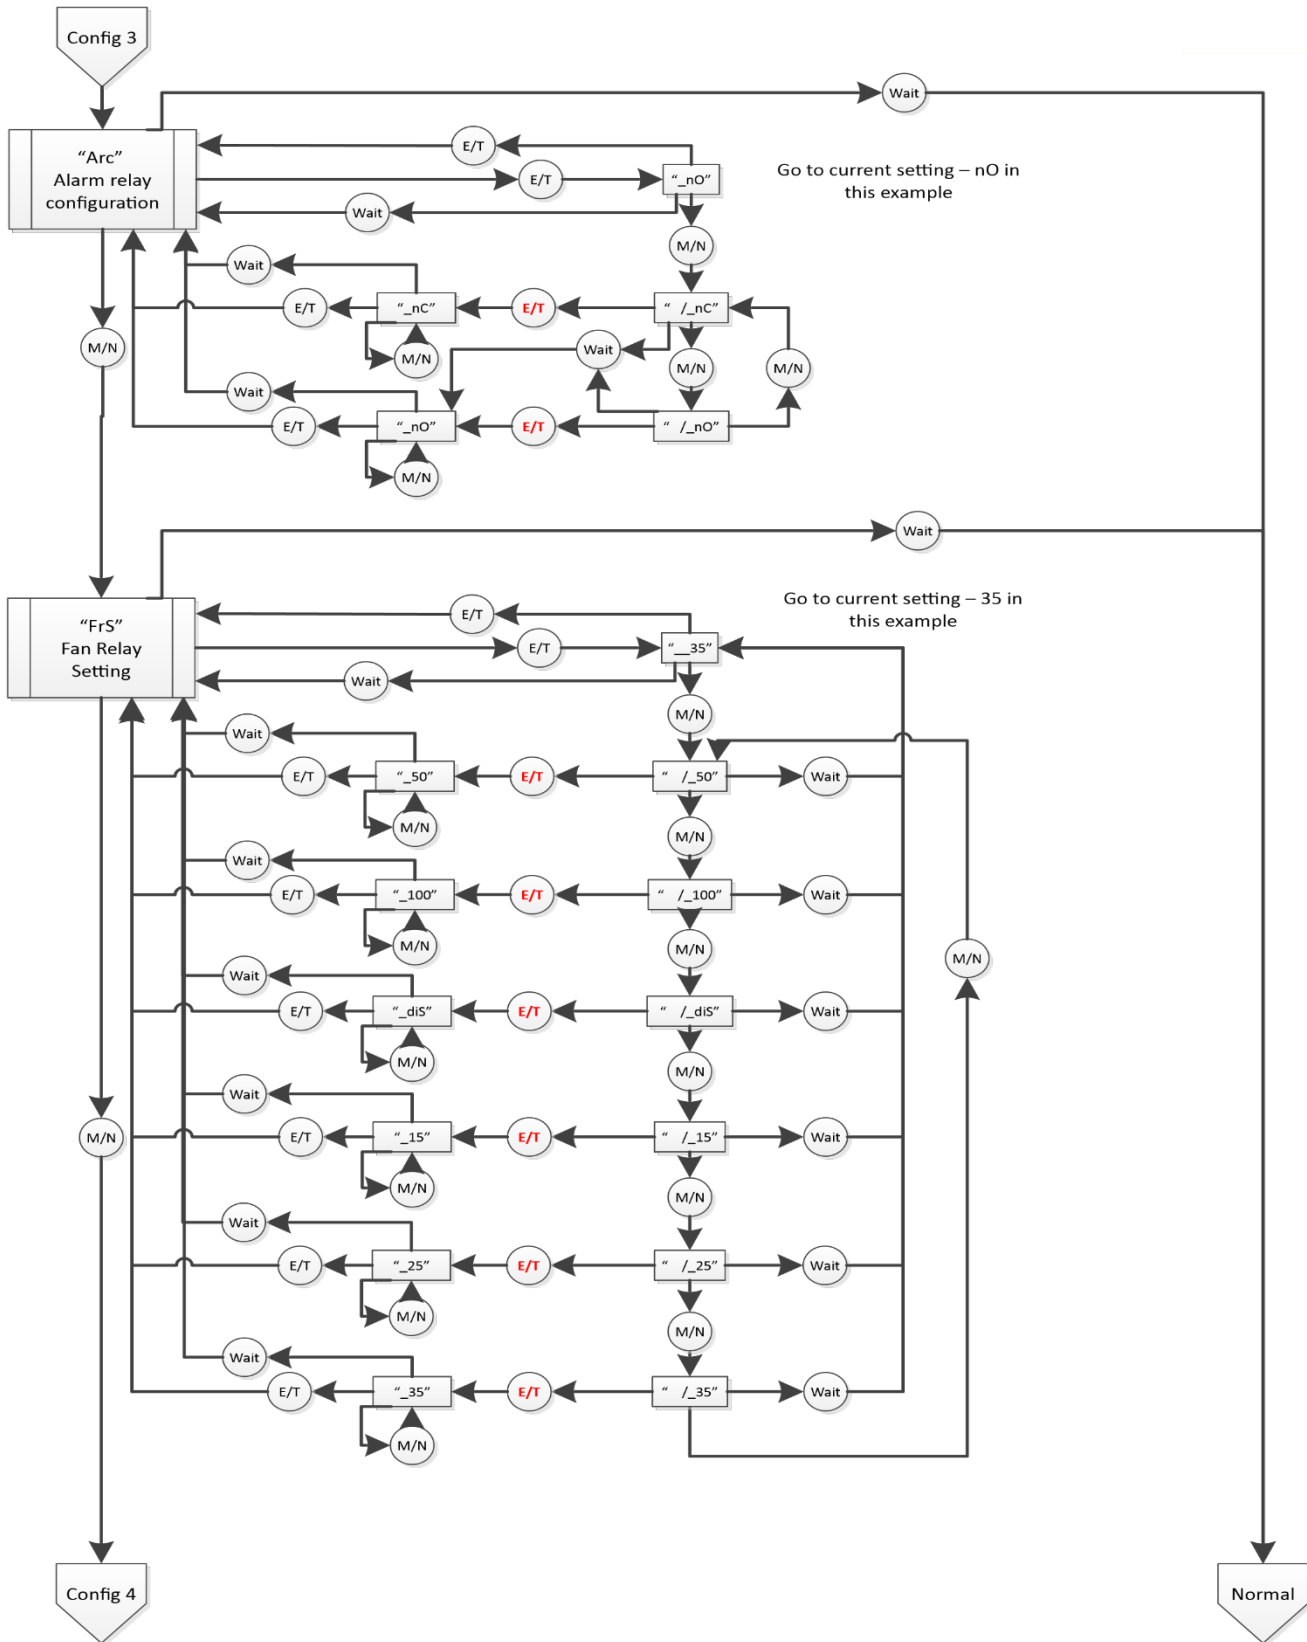 Config 3
Wait
“Arc”
Alarm relay
configuration
E/T
E/T
“_nO”
Go to current setting – nO in
this example
Wait
M/N
Wait
E/T
“_nC”
E/T
“ /_nC”
M/N
M/N
Wait
M/N
M/N
Wait
E/T
“_nO”
E/T
“ /_nO”
M/N
Wait
“FrS”
Fan Relay
Setting
E/T
E/T
“__35”
Go to current setting – 35 in
this example
Wait
M/N
Wait
E/T
“_50”
E/T
“ /_50”
Wait
M/N
M/N
Wait
E/T
“_100”
E/T
“ /_100”
Wait
M/N
M/N
M/N
Wait
E/T
“_diS”
E/T
“ /_diS”
Wait
M/N
M/N
Wait
M/N
E/T
“_15”
E/T
“ /_15”
Wait
M/N
M/N
Wait
E/T
“_25”
E/T
“ /_25”
Wait
M/N
M/N
Wait
E/T
“_35”
E/T
“ /_35”
Wait
M/N
Config 4
Normal